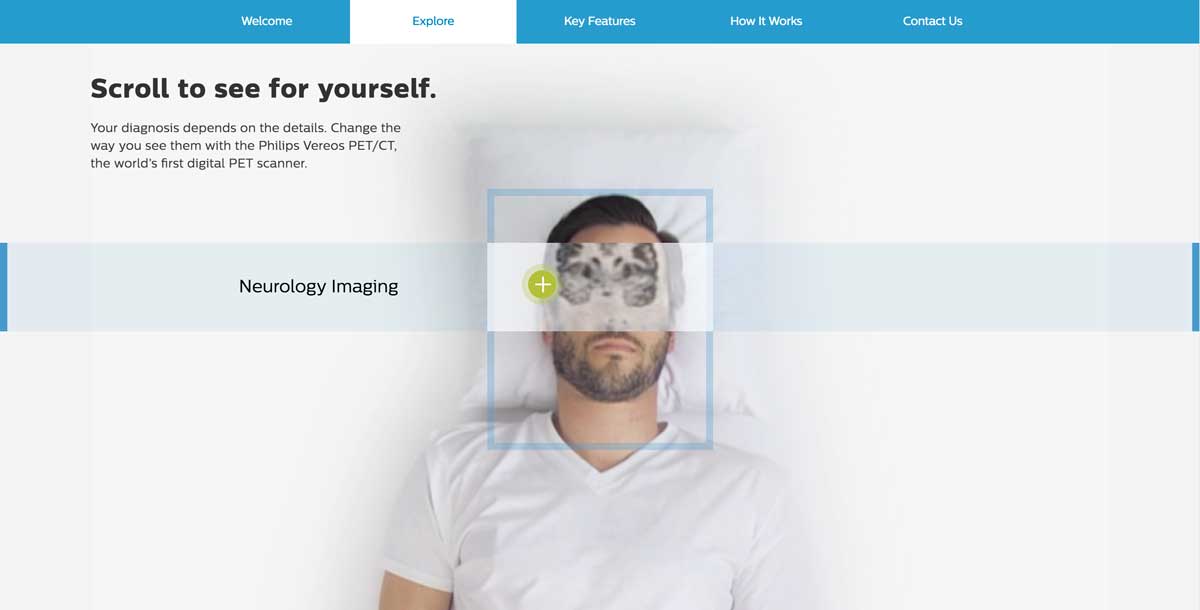 Welcome
Explore
Key Features
How It Works
Contact Us
Scroll to see for yourself.
Your diagnosis depends on the details. Change the
way you see them with the Philips Vereos PET/CT,
the world's first digital PET scanner.
Neurology Imaging